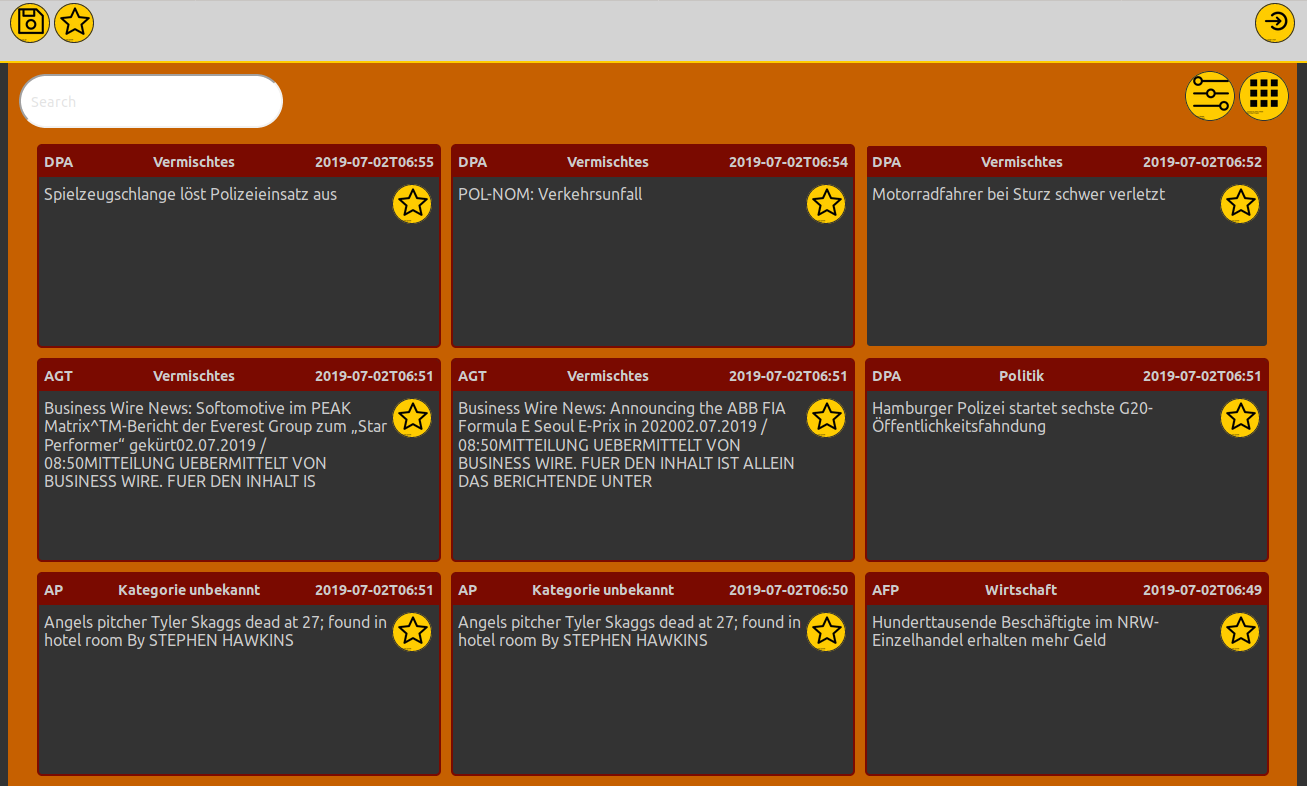 Search
DPA Vermischtes 2019-07-02T06:55
Spielzeugschlange löst Polizeieinsatz aus
DPA Vermischtes 2019-07-02T06:54
POL-NOM: Verkehrsunfall
DPA Vermischtes 2019-07-02T06:52
Motorradfahrer bei Sturz schwer verletzt
AGT Vermischtes 2019-07-02T06:51
Business Wire News: Softomotive im PEAK
Matrix^TM-Bericht der Everest Group zum „Star
Performer“ gekürt02.07.2019 /
08:50MITTEILUNG UEBERMITTELT VON
BUSINESS WIRE. FUER DEN INHALT IS
AGT Vermischtes 2019-07-02T06:51
Business Wire News: Announcing the ABB FIA
Formula E Seoul E-Prix in 202002.07.2019 /
08:50MITTEILUNG UEBERMITTELT VON
BUSINESS WIRE. FUER DEN INHALT IST ALLEIN
DAS BERICHTENDE UNTER
DPA Politik 2019-07-02T06:51
Hamburger Polizei startet sechste G20-
Öffentlichkeitsfahndung
AP Kategorie unbekannt 2019-07-02T06:51
Angels pitcher Tyler Skaggs dead at 27; found in
hotel room By STEPHEN HAWKINS
AP Kategorie unbekannt 2019-07-02T06:50
Angels pitcher Tyler Skaggs dead at 27; found in
hotel room By STEPHEN HAWKINS
AFP Wirtschaft 2019-07-02T06:49
Hunderttausende Beschäftigte im NRW-
Einzelhandel erhalten mehr Geld